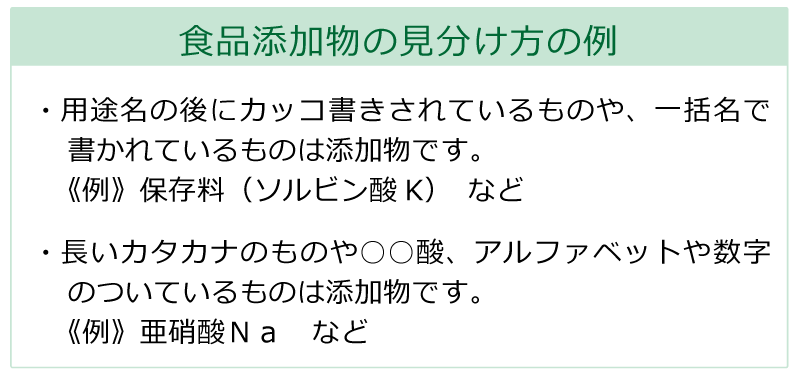 食品添加物の見分け方の例
・用途名の後にカッコ書きされているものや、一括名で
書かれているものは添加物です。
《例》保存料（ソルビン酸K）　など
・長いカタカナのものや○○酸、アルファベットや数字
のついているものは添加物です。
《例》亜硝酸Ｎａ　など